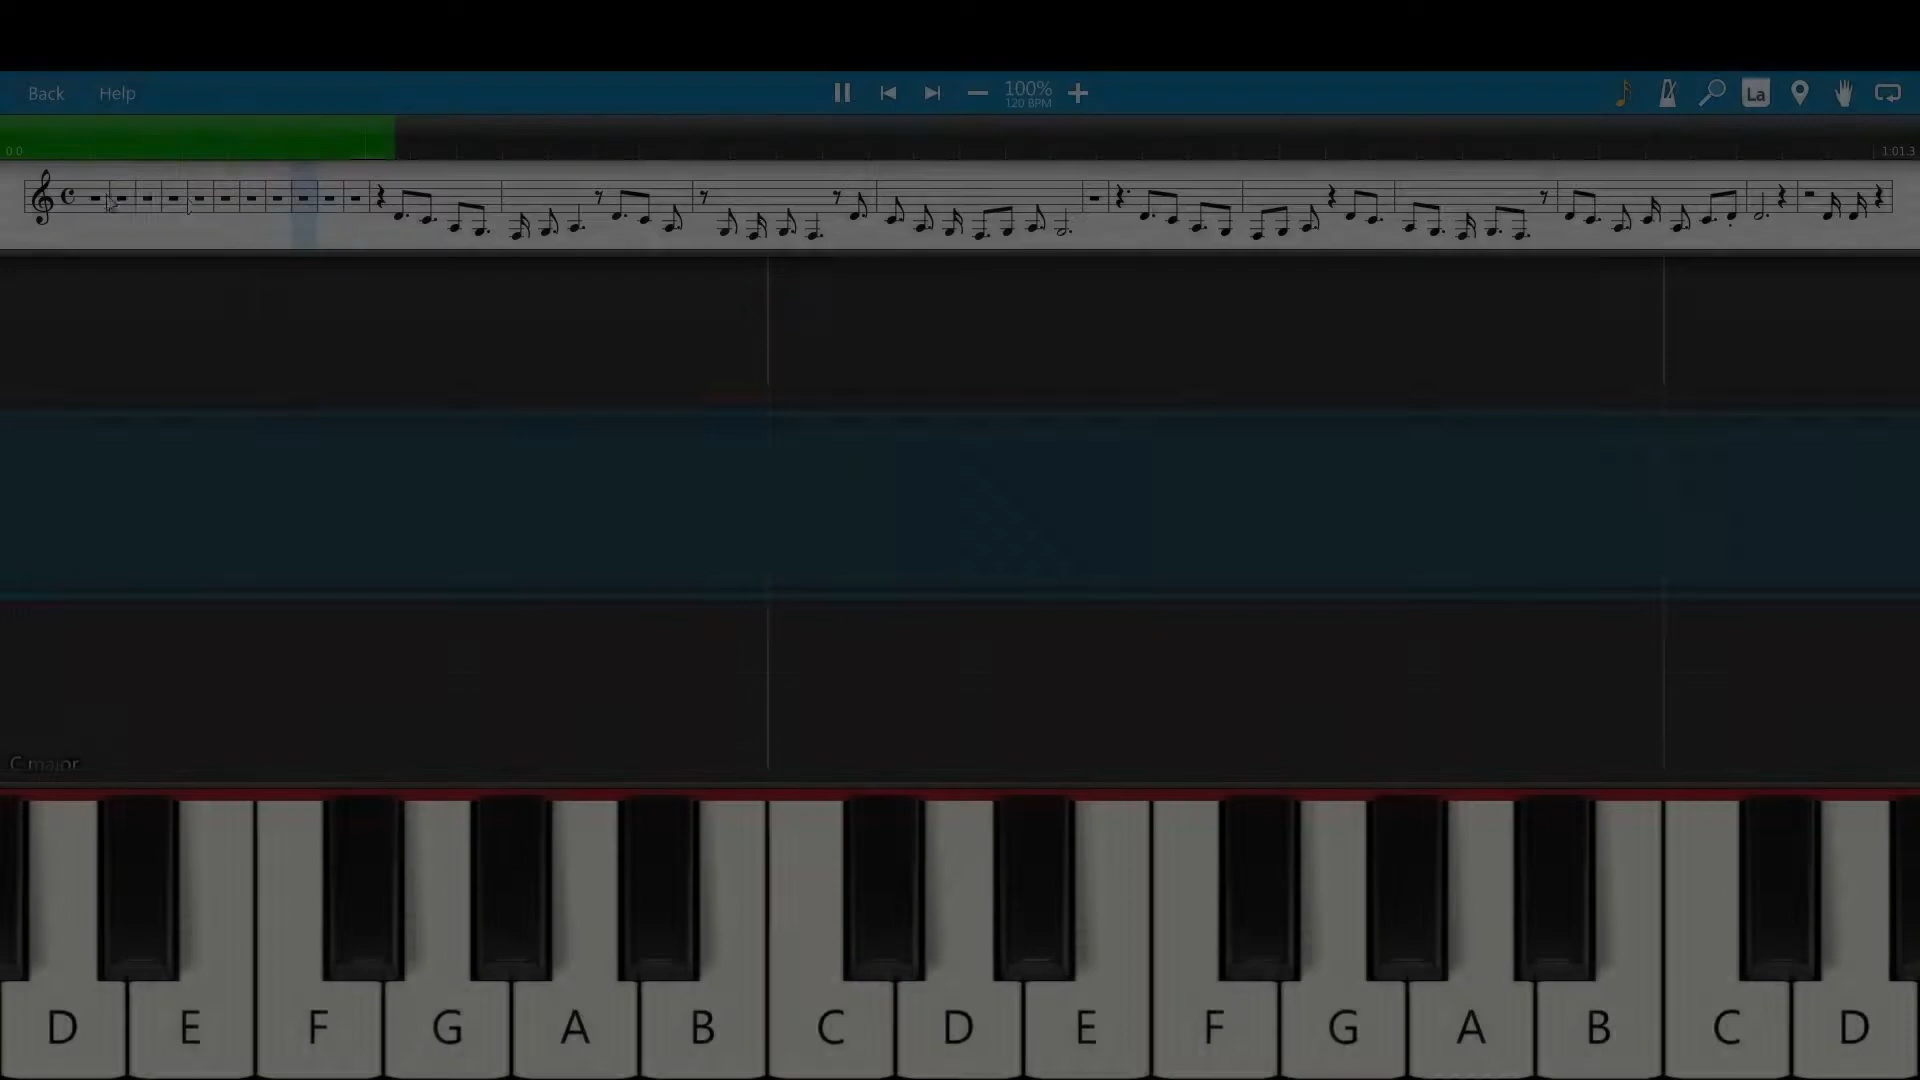 Back Help 100% La
120 BPM
0 0 1:01.3
C major
D E F G A B C D E F G A B C D